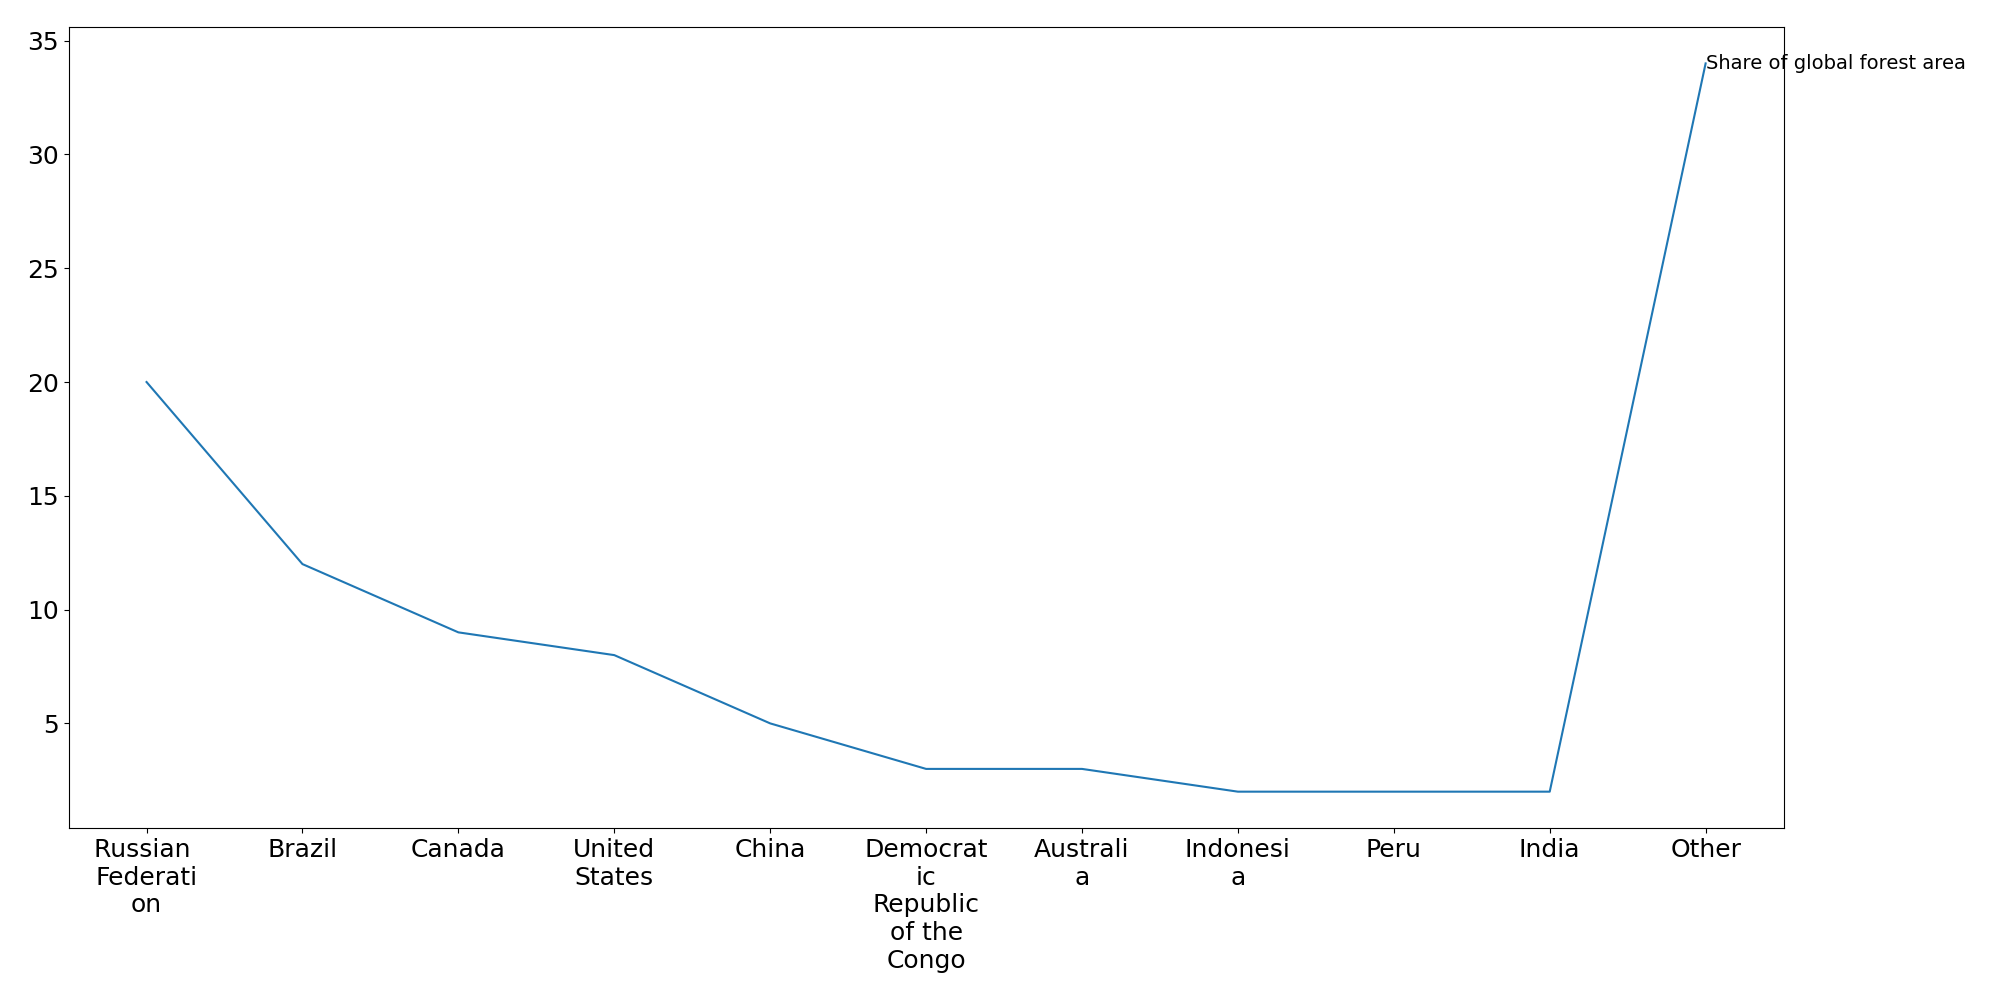 35
30
25
20
15
10
5
Share of global forest area
Russian
Federati
on
Brazil
Canada
United
States
China
Democrat
ic
Republic
of the
Congo
Australi
a
Indonesi
a
Peru
India
Other